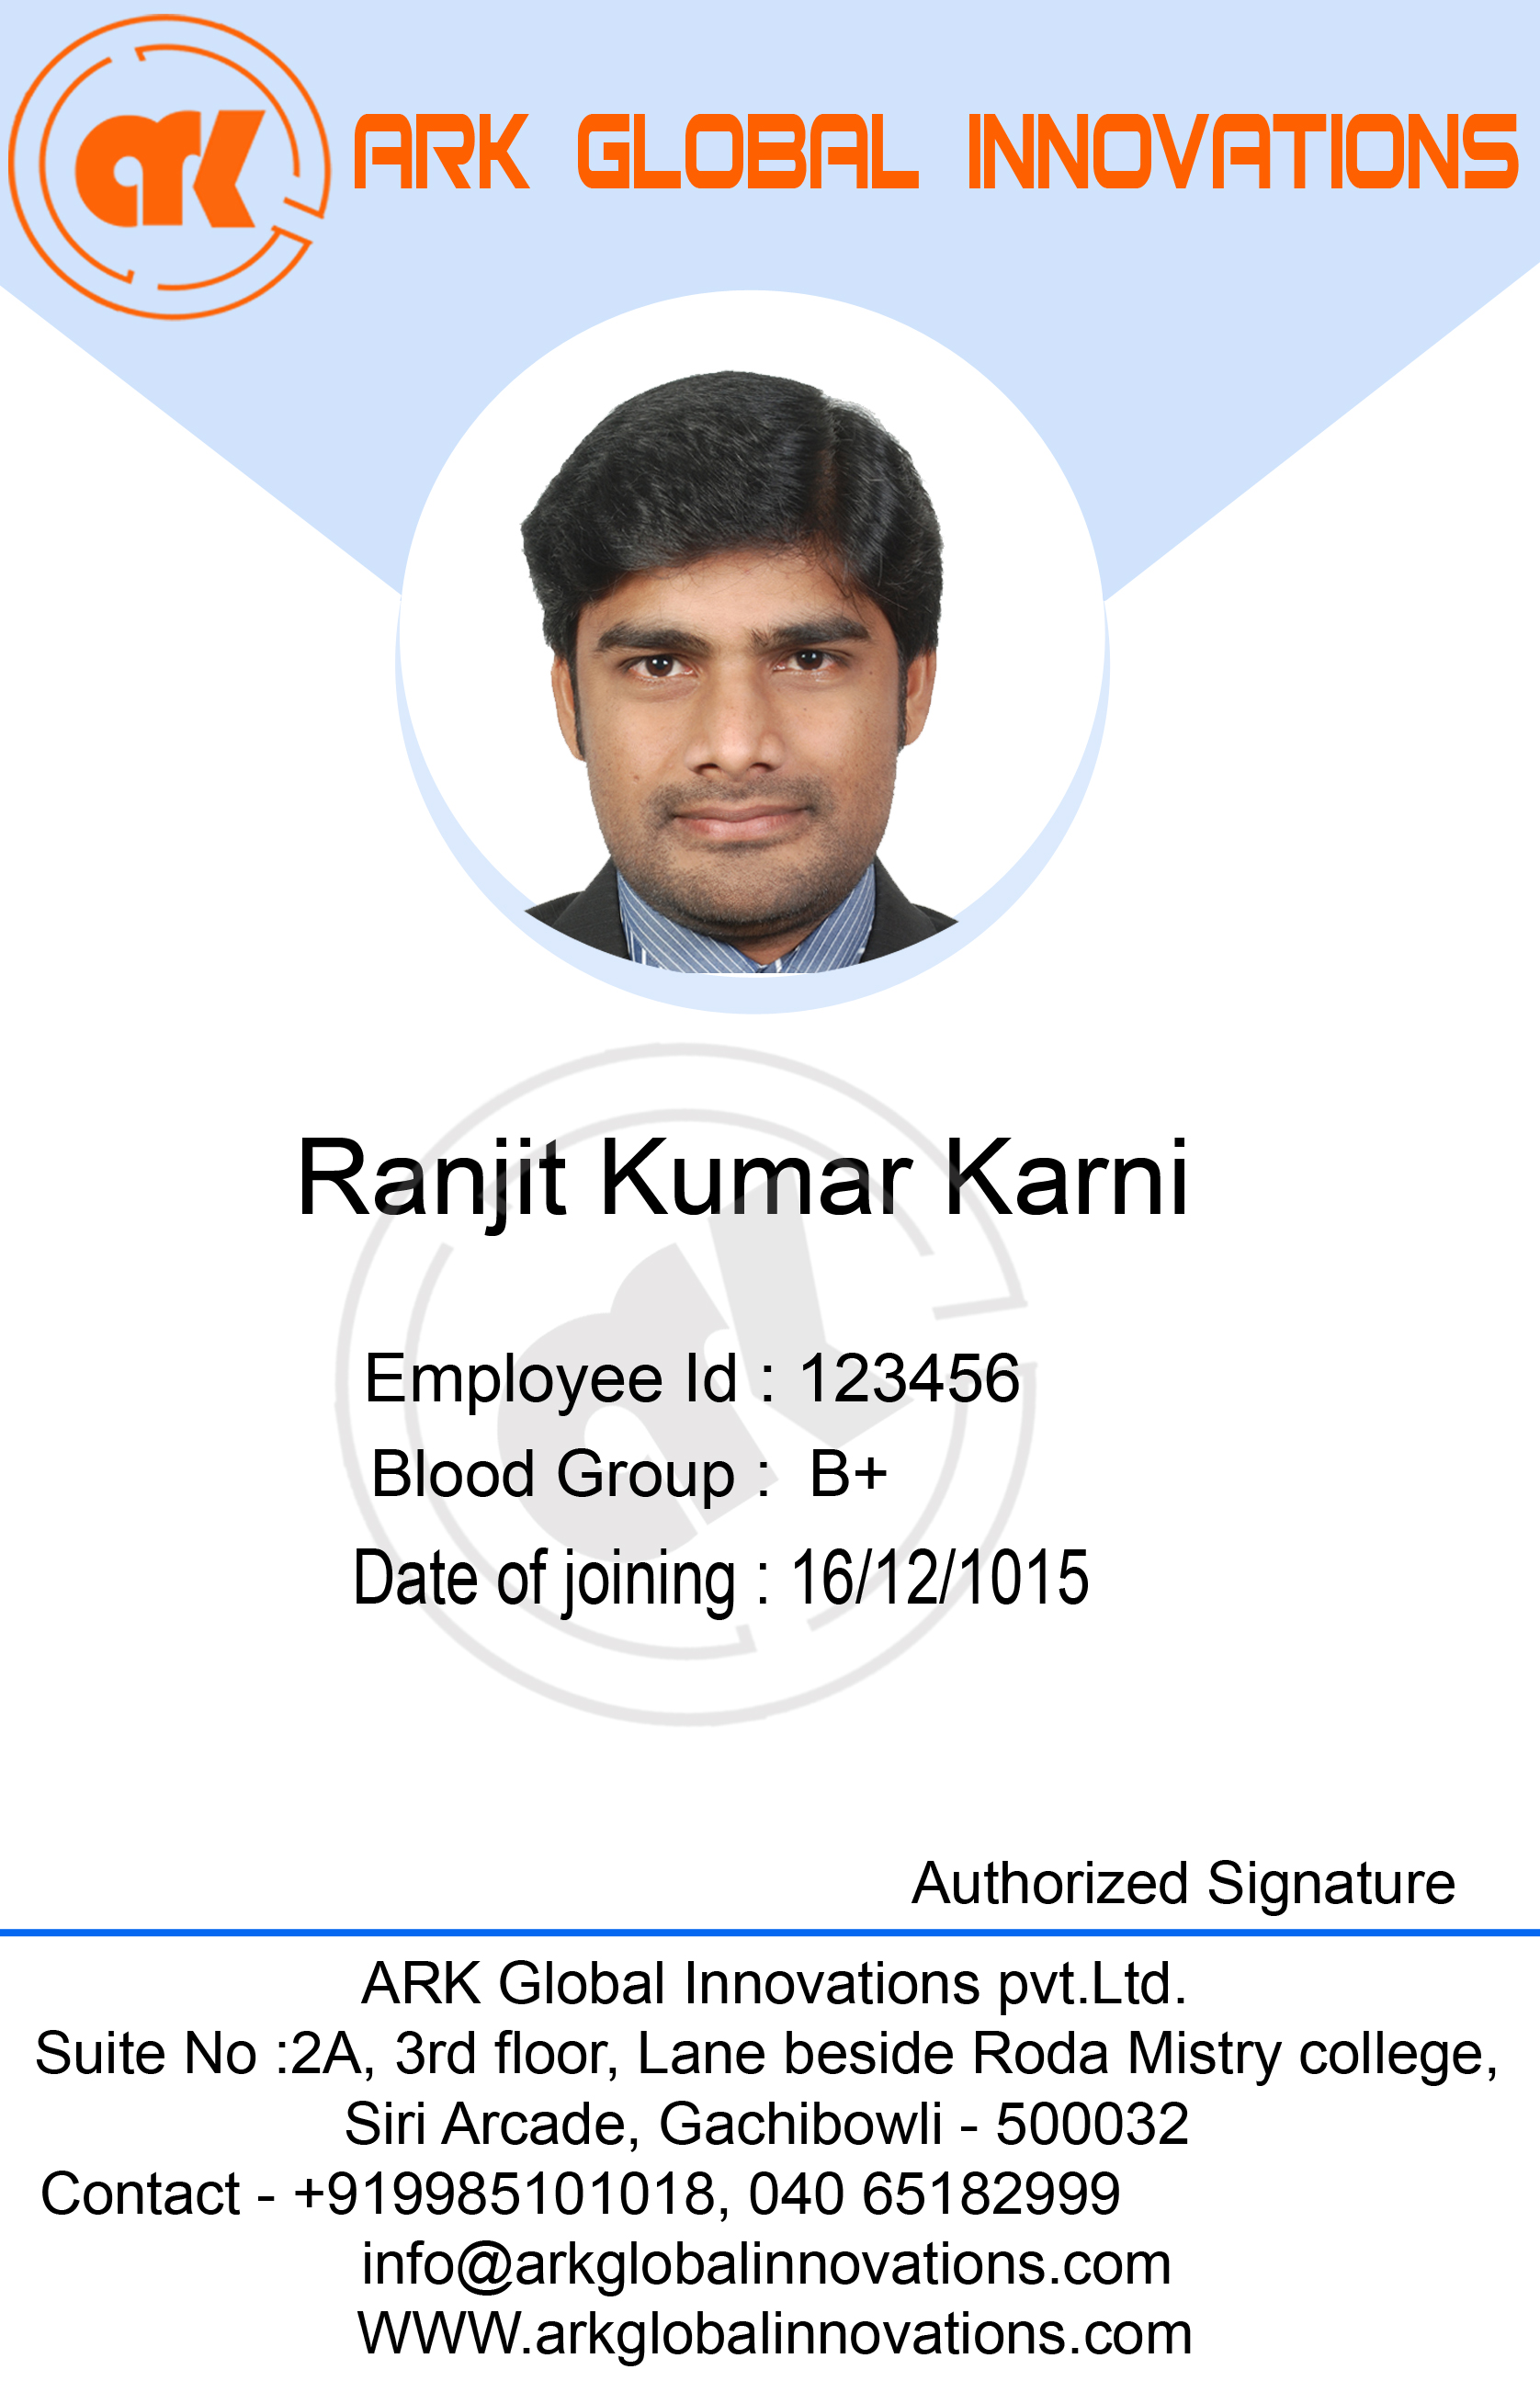 ark
ARK GLOBAL INNOVATIONS
Ranjit Kumar Karni
Employee Id : 123456
Blood Group : B+
Date of joining : 16/12/1015
Authorized Signature
ARK Global Innovations pvt.Ltd.
Suite No :2A, 3rd floor, Lane beside Roda Mistry college,
Siri Arcade, Gachibowli - 500032
Contact - +919985101018, 040 65182999
info@arkglobalinnovations.com
WWW.arkglobalinnovations.com